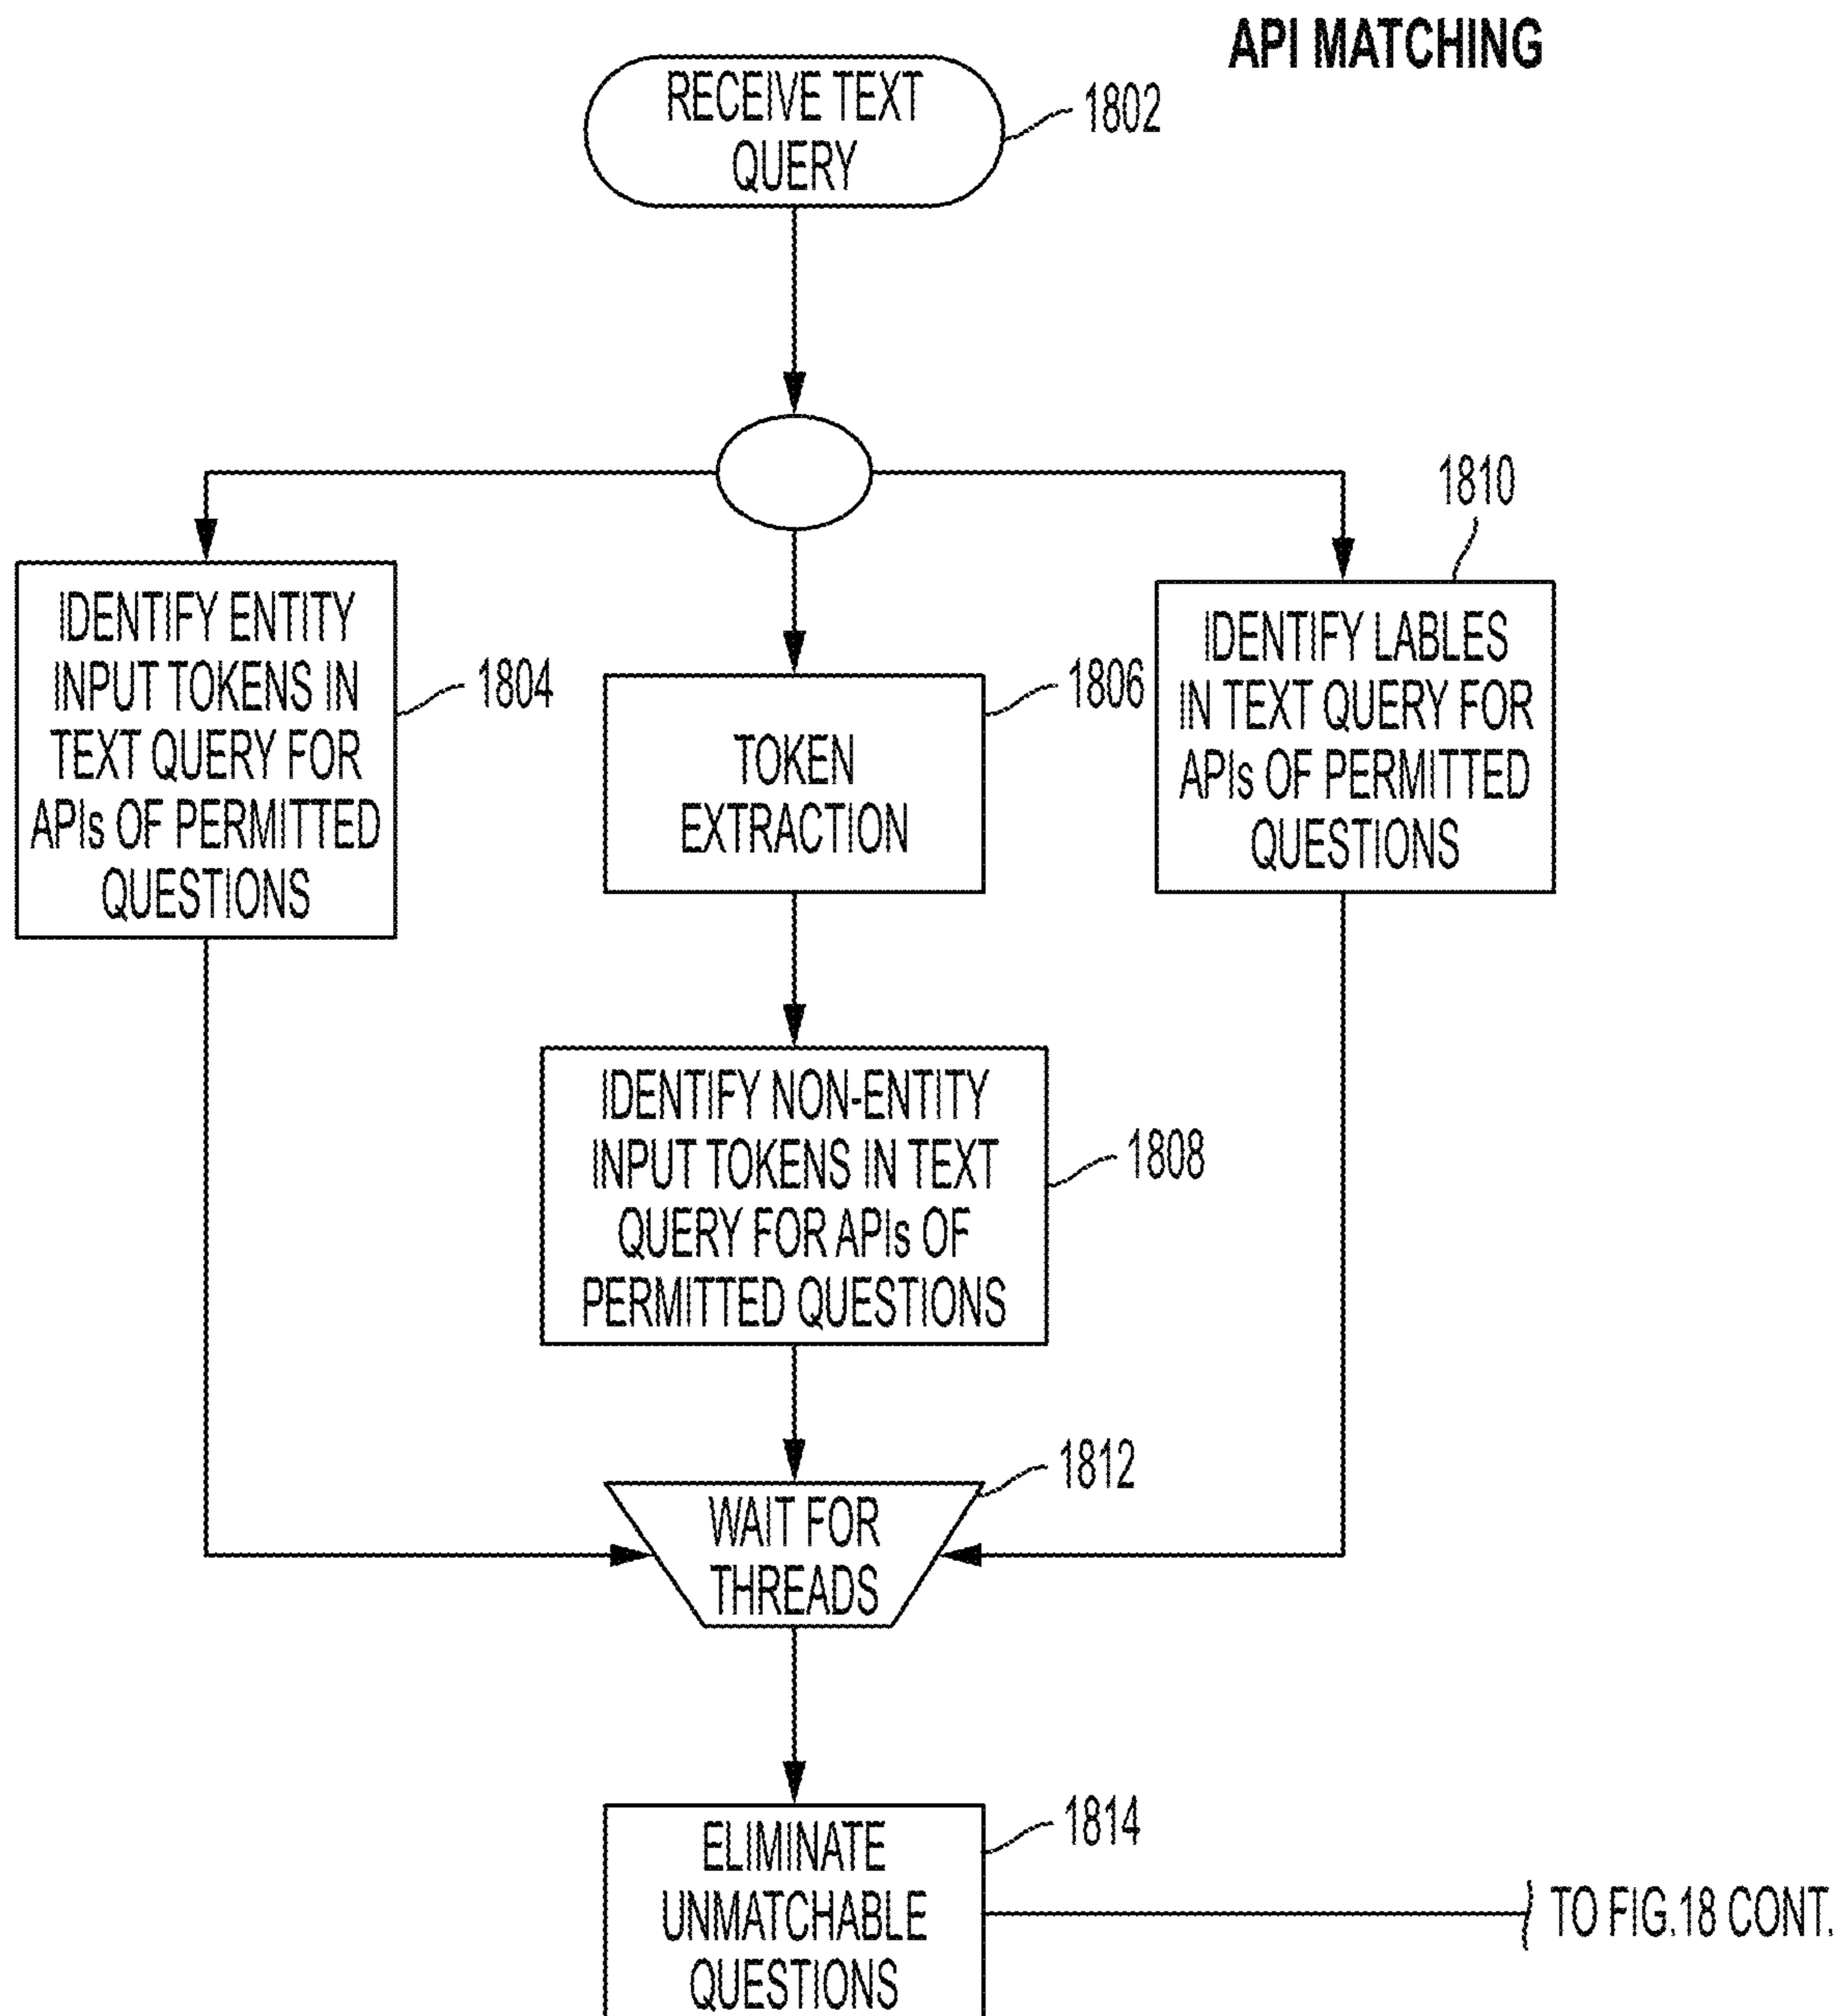 API MATCHING
RECEIVE TEXT
QUERY
1802
1810
IDENTIFY ENTITY
INPUT TOKENS IN
TEXT QUERY FOR
APIs OF PERMITTED
QUESTIONS
1804
TOKEN
EXTRACTION
1806
IDENTIFY LABLES
IN TEXT QUERY FOR
APIs OF PERMITTED
QUESTIONS
IDENTIFY NON-ENTITY
INPUT TOKENS IN TEXT
QUERY FOR APIs OF
PERMITTED QUESTIONS
1808
WAIT FOR
THREADS
1812
ELIMINATE
UNMATCHABLE
QUESTIONS
1814
TO FIG.18 CONT.